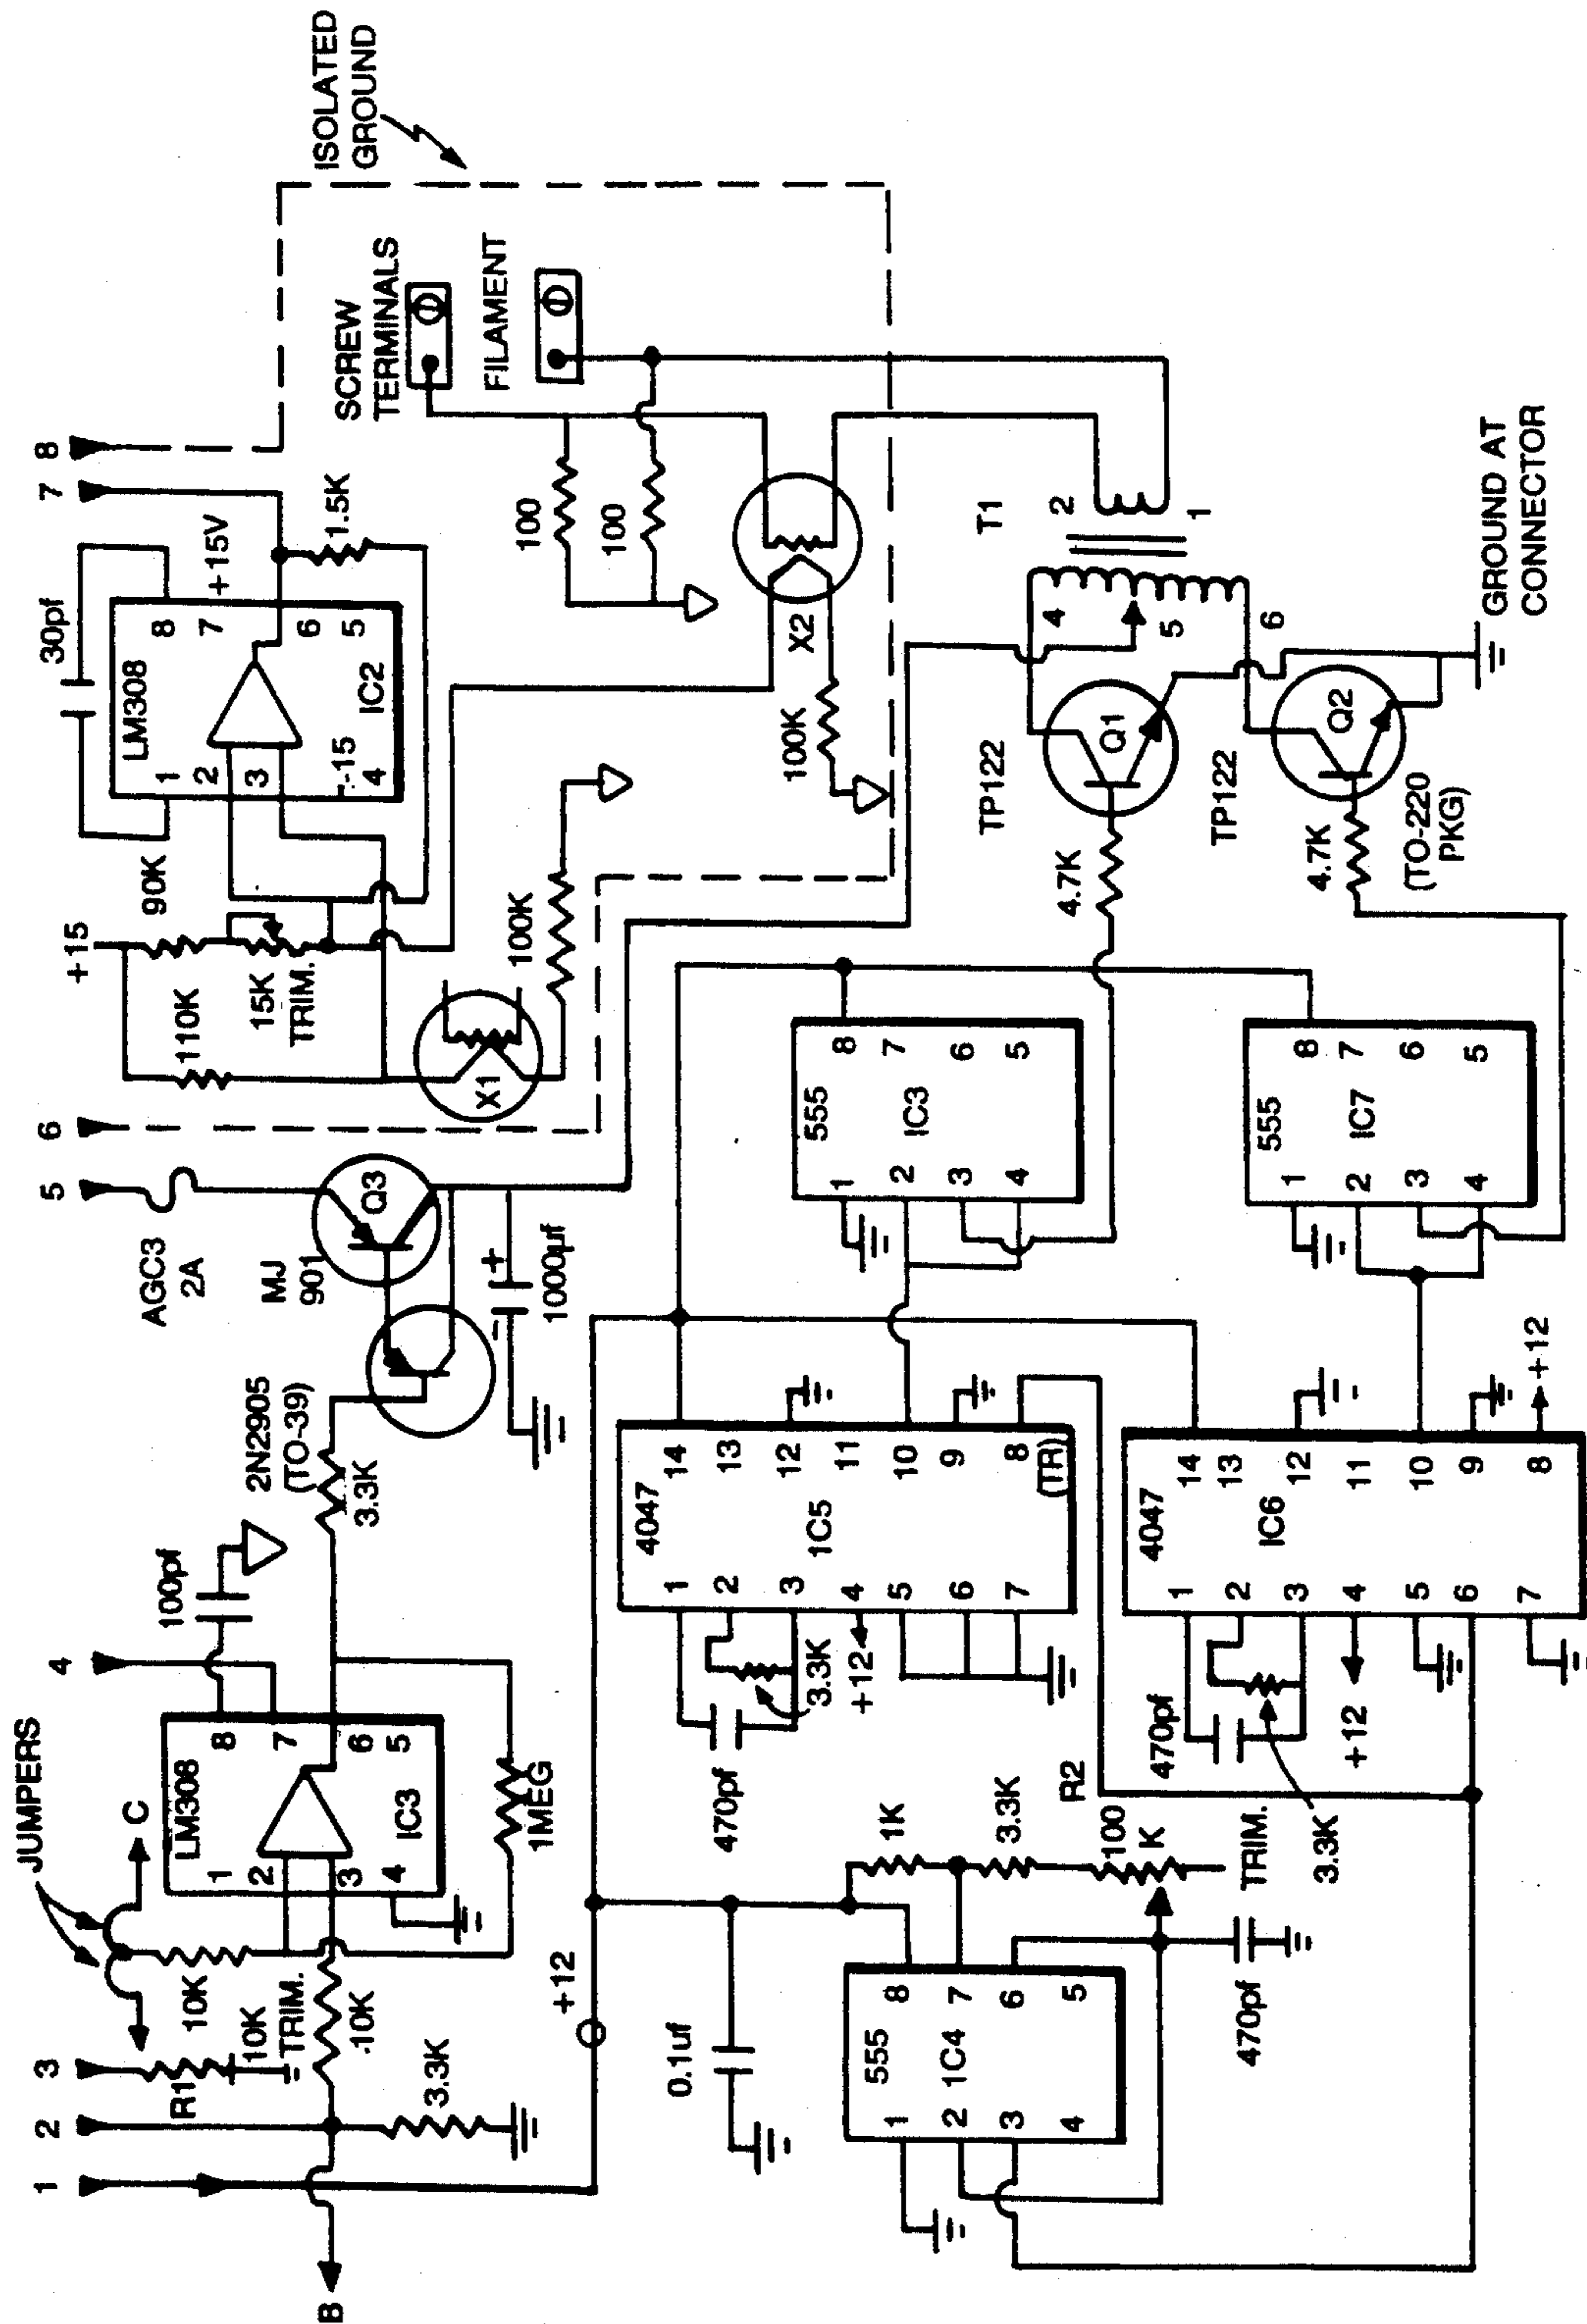 1
2
3
4
5
6
7
8
JUMPERS
C
B
R1
10K
10K
TRIM.
.10K
3.3K
LM308
IC3
1
2
3
4
8
7
6
5
1MEG
100pf
3.3K
2N2905
(TO-39)
AGC3
2A
MJ
901
Q3
-
+
1000µf
+15
110K
90K
15K
TRIM.
X1
100K
30pf
LM308
IC2
1
2
3
-15
4
8
7
+15V
6
5
1.5K
ISOLATED
GROUND
SCREW
TERMINALS
FILAMENT
100
100
X2
100K
+12
0.1uf
555
1C4
1
2
3
4
8
7
6
5
1K
3.3K
R2
100
K
TRIM.
470pf
4047
1C5
1
2
3
4
5
6
7
14
13
12
11
10
9
8
(TR)
470pf
3.3K
+12
4047
IC6
1
2
3
4
5
6
7
14
13
12
11
10
9
8
470pf
3.3K
+12
+12
555
IC3
1
2
3
4
8
7
6
5
555
IC7
1
2
3
4
8
7
6
5
4.7K
TP122
Q1
4.7K
TP122
Q2
(TO-220
PKG)
T1
4
5
6
2
1
GROUND AT
CONNECTOR